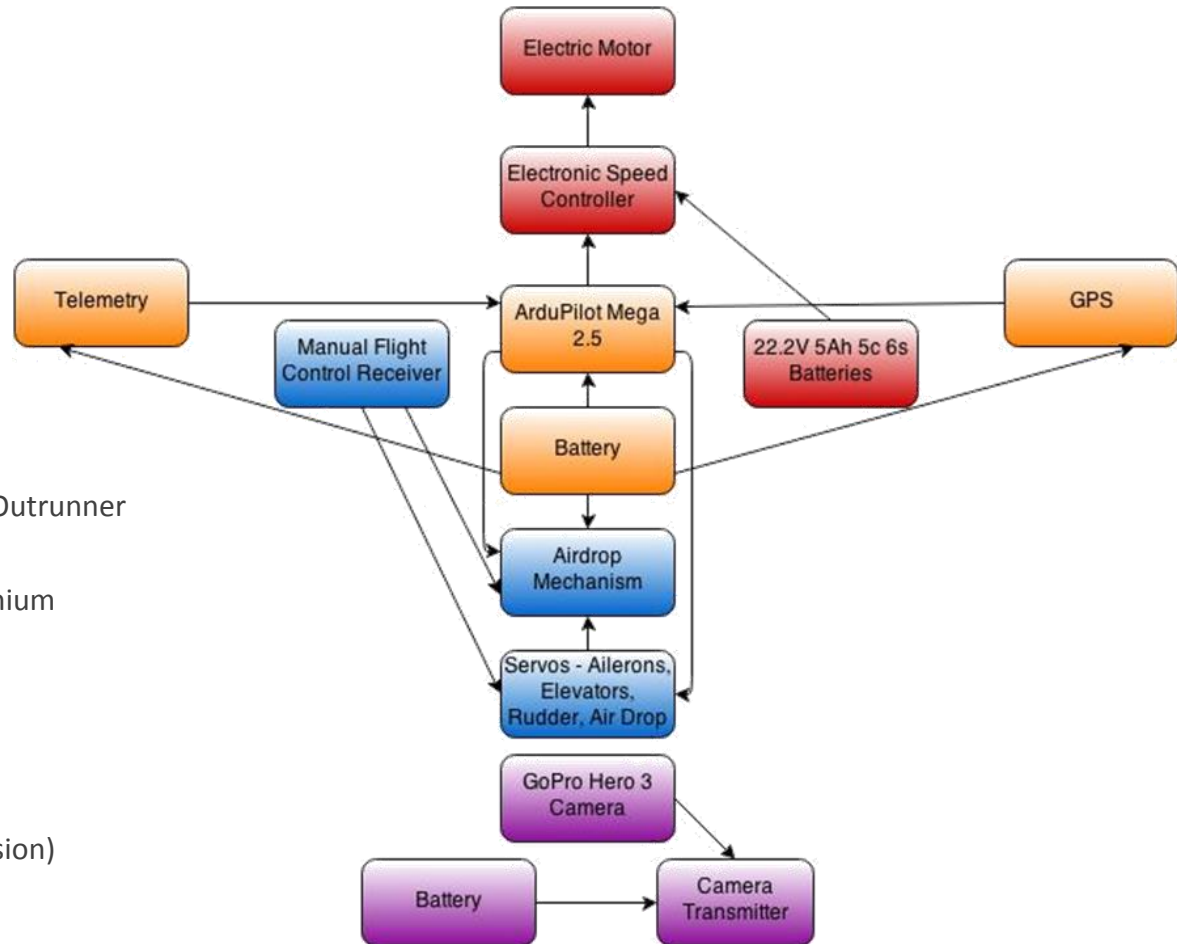 Electric Motor
Electronic Speed
Controller
Telemetry
ArduPilot Mega
2.5
GPS
Manual Flight
Control Receiver
22.2V 5Ah 5c 6s
Batteries
Battery
Outrunner
Airdrop
Mechanism
Servos - Ailerons,
Elevators,
Rudder, Air Drop
GoPro Hero 3
Camera
Battery
Camera
Transmitter